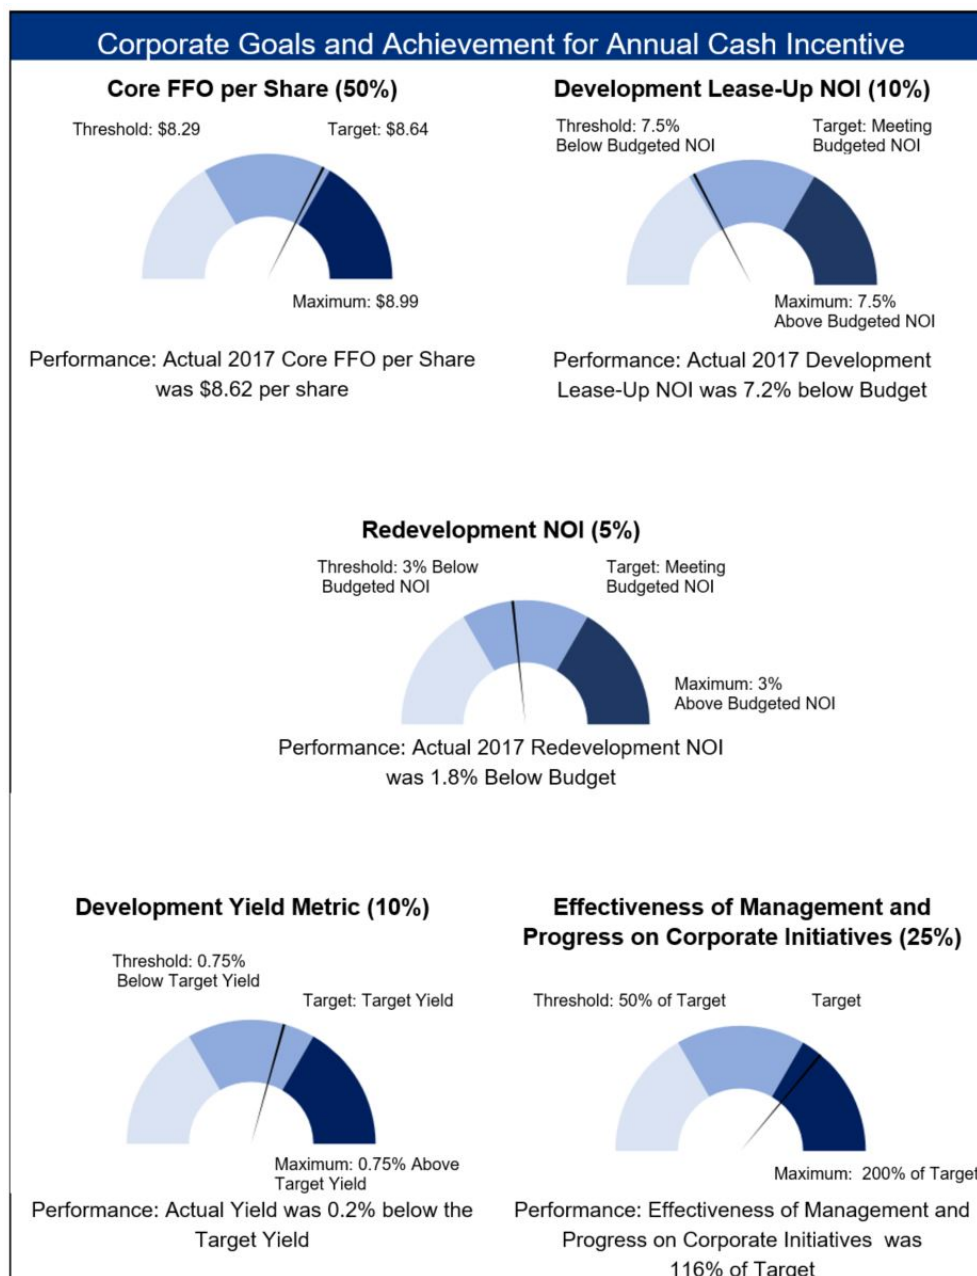 Corporate Goals and Achievement for Annual Cash Incentive
Core FFO per Share (50%)
Threshold: $8.29
Target: $8.64
Maximum: $8.99
Performance: Actual 2017 Core FFO per Share
was $8.62 per share
Development Lease-Up NOI (10%)
Threshold: 7.5%
Below Budgeted NOI
Target: Meeting
Budgeted NOI
Maximum: 7.5%
Above Budgeted NOI
Performance: Actual 2017 Development
Lease-Up NOI was 7.2% below Budget
Redevelopment NOI (5%)
Threshold: 3% Below
Budgeted NOI
Target: Meeting
Budgeted NOI
Maximum: 3%
Above Budgeted NOI
Performance: Actual 2017 Redevelopment NOI
was 1.8% Below Budget
Development Yield Metric (10%)
Threshold: 0.75%
Below Target Yield
Target: Target Yield
Maximum: 0.75% Above
Target Yield
Performance: Actual Yield was 0.2% below the
Target Yield
Effectiveness of Management and
Progress on Corporate Initiatives (25%)
Threshold: 50% of Target
Target
Maximum: 200% of Target
Performance: Effectiveness of Management and
Progress on Corporate Initiatives was
116% of Target